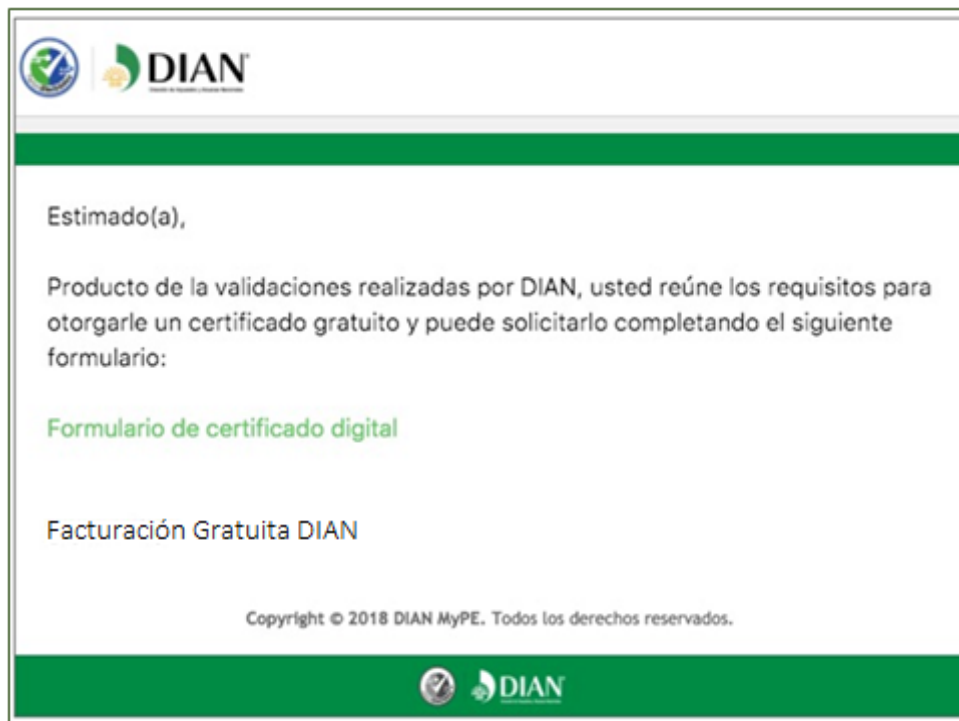 DIAN
Estimado(a),
Producto de la validaciones realizadas por DIAN, usted reúne los requisitos para
otorgarle un certificado gratuito y puede solicitarlo completando el siguiente
formulario:
Formulario de certificado digital
Facturación Gratuita DIAN
Copyright © 2018 DIAN MyPE. Todos los derechos reservados.
DIAN